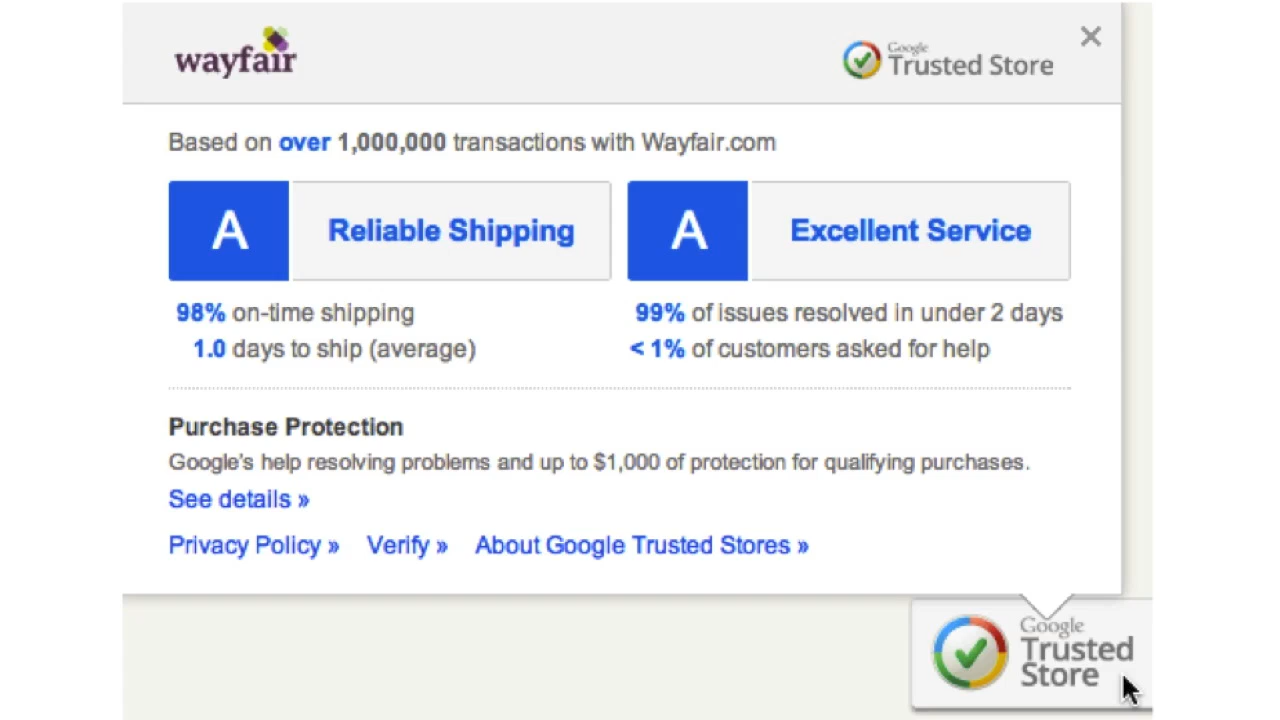 wayfair
Google
Trusted Store
Based on over 1,000,000 transactions with Wayfair.com
A Reliable Shipping
A Excellent Service
98% on-time shipping
1.0 days to ship (average)
99% of issues resolved in under 2 days
< 1% of customers asked for help
Purchase Protection
Google's help resolving problems and up to $1,000 of protection for qualifying purchases.
See details »
Privacy Policy » Verify » About Google Trusted Stores »
Google
Trusted
Store